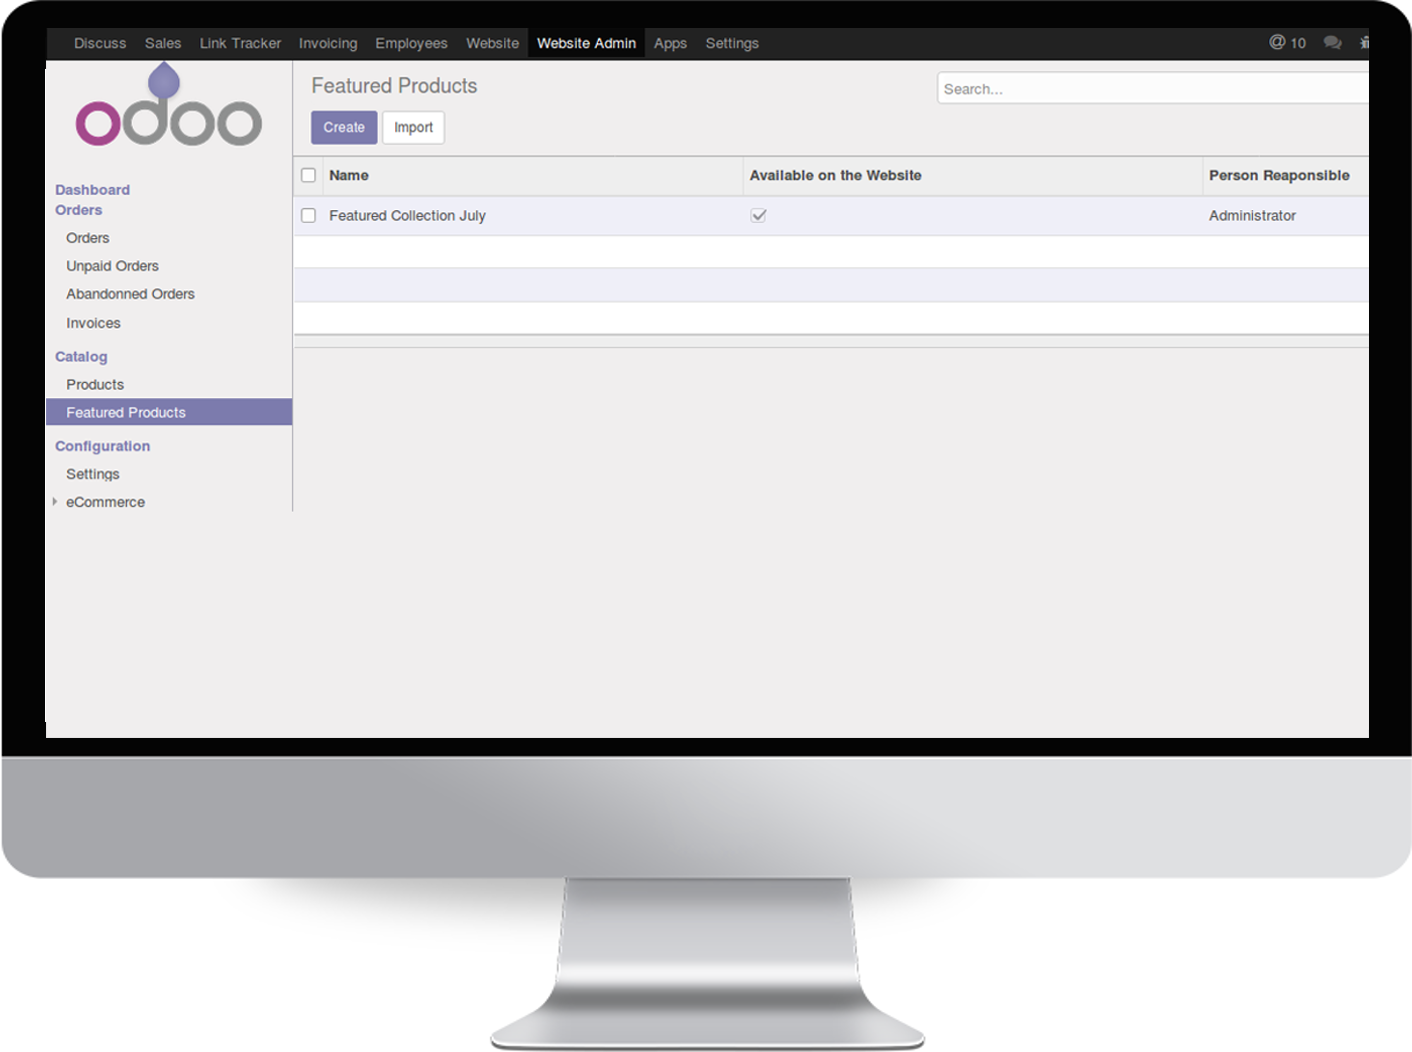 Discuss Sales Link Tracker Invoicing Employees Website Website Admin Apps Settings @ 10
odoo
Featured Products
Search...
Create Import
Dashboard
Orders
Orders
Unpaid Orders
Abandonned Orders
Invoices
Catalog
Products
Featured Products
Configuration
Settings
eCommerce
Name Available on the Website Person Reaponsible
Featured Collection July Administrator